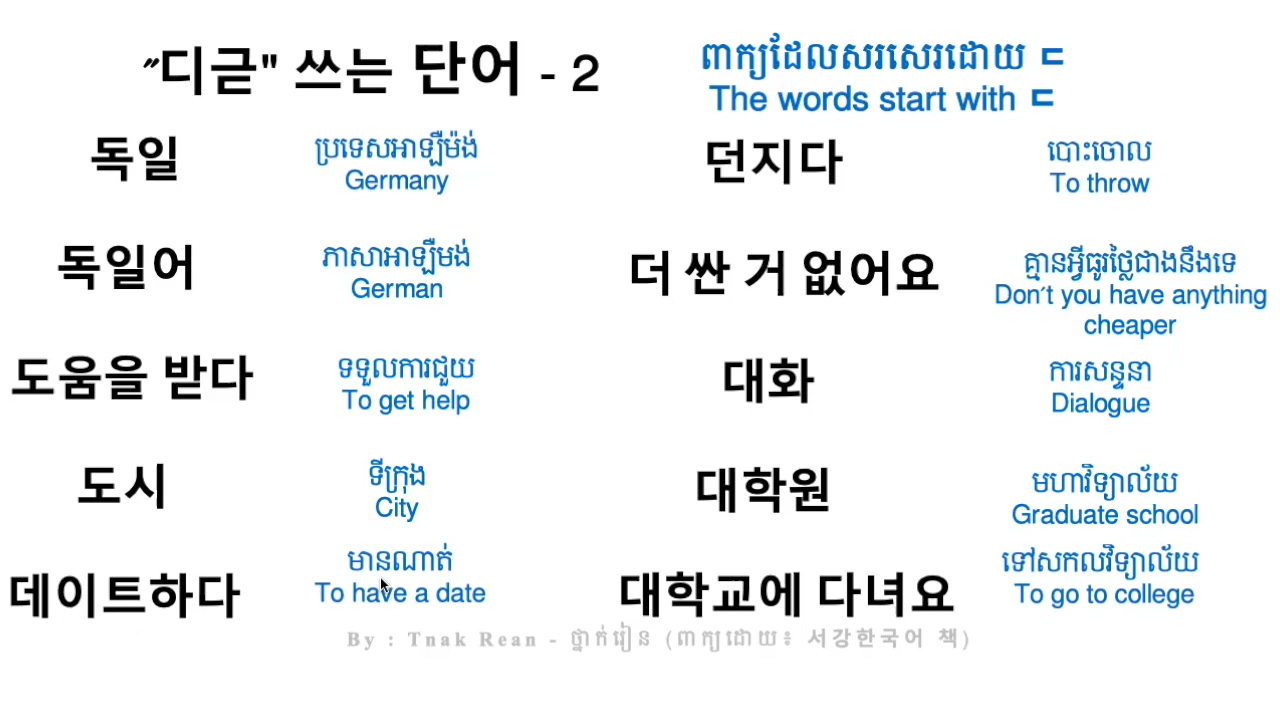 ˝디귿" 쓰는 단어 - 2
ពាក្យដែលសរសេរដោយ ㄷ
The words start with ㄷ
독일
ប្រទេសអាឡឺម៉ង់
Germany
던지다
បោះចោល
To throw
독일어
ភាសាអាឡឺមង់
German
더 싼 거 없어요
គ្មានអ្វីធូរថ្លៃជាងនឹងទេ
Don´t you have anything
cheaper
도움을 받다
ទទួលការជួយ
To get help
대화
ការសន្ទនា
Dialogue
도시
ទីក្រុង
City
대학원
មហាវិទ្យាល័យ
Graduate school
데이트하다
មានណាត់
To have a date
대학교에 다녀요
ទៅសកលវិទ្យាល័យ
To go to college
By : Tnak Rean - ថ្នាក់រៀន (ពាក្យដោយ៖ 서강한국어 책)